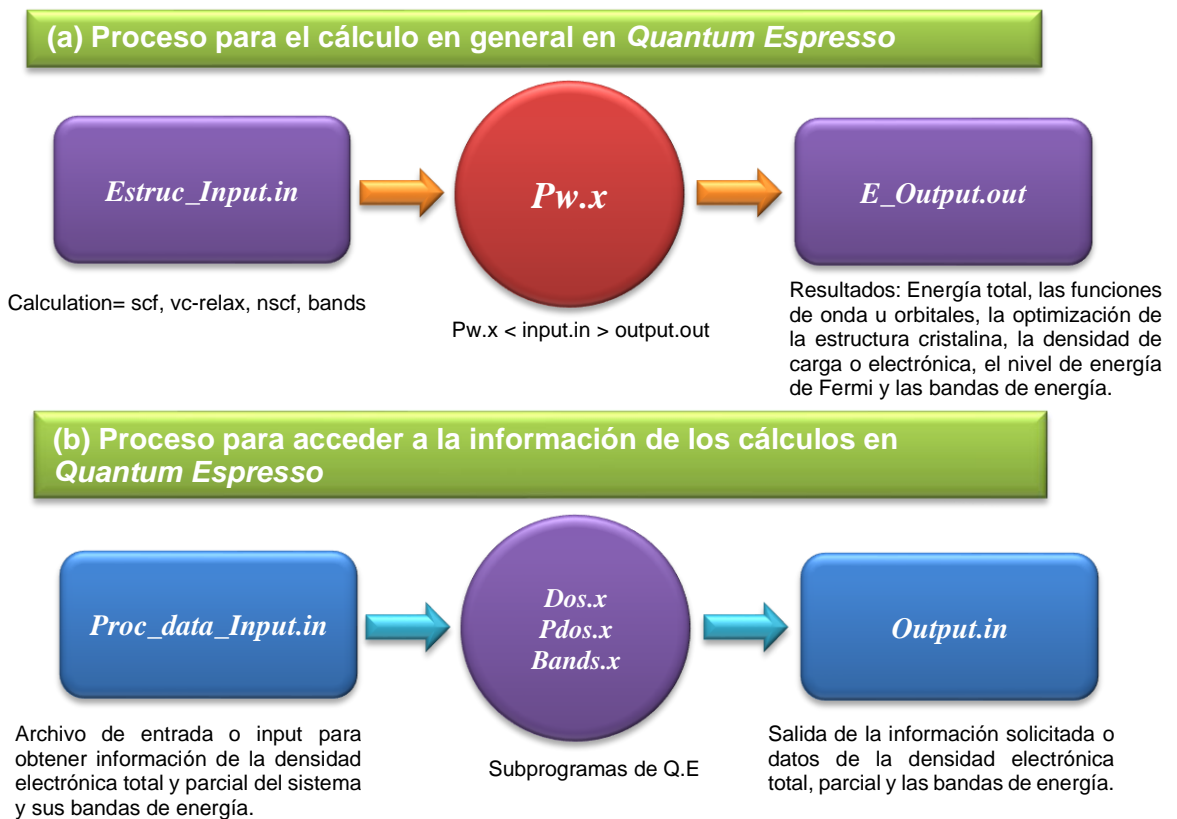 (a) Proceso para el cálculo en general en Quantum Espresso
Estruc_Input.in
Pw.x
E_Output.out
Calculation= scf, vc-relax, nscf, bands
Pw.x < input.in > output.out
Resultados: Energía total, las funciones
de onda u orbitales, la optimización de
la estructura cristalina, la densidad de
carga o electrónica, el nivel de energía
de Fermi y las bandas de energía.
(b) Proceso para acceder a la información de los cálculos en
Quantum Espresso
Proc_data_Input.in
Dos.x
Pdos.x
Bands.x
Output.in
Archivo de entrada o input para
obtener información de la densidad
electrónica total y parcial del sistema
y sus bandas de energía.
Subprogramas de Q.E
Salida de la información solicitada o
datos de la densidad electrónica
total, parcial y las bandas de energía.